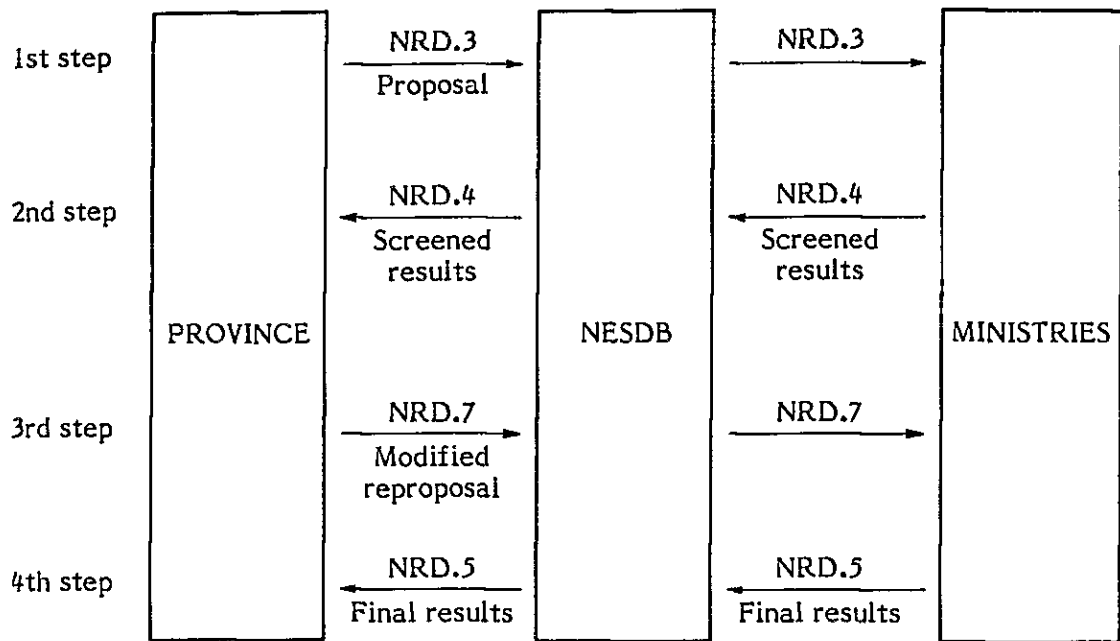 1st step
NRD.3
Proposal
NRD.3
2nd step
NRD.4
Screened
results
NRD.4
Screened
results
PROVINCE
NESDB
MINISTRIES
3rd step
NRD.7
Modified
reproposal
NRD.7
4th step
NRD.5
Final results
NRD.5
Final results